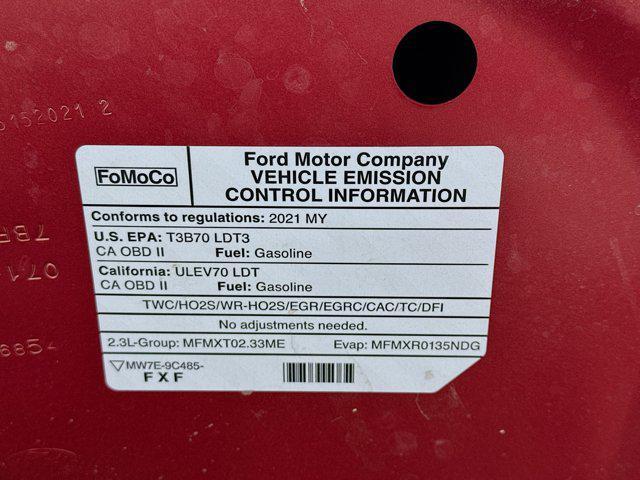 6152021 2
FoMoCo
Ford Motor Company
VEHICLE EMISSION
CONTROL INFORMATION
Conforms to regulations: 2021 MY
U.S. EPA: T3B70 LDT3
CA OBD II Fuel: Gasoline
California: ULEV70 LDT
CA OBD II Fuel: Gasoline
TWC/HO2S/WR-HO2S/EGR/EGRC/CAC/TC/DFI
No adjustments needed.
2.3L-Group: MFMXT02.33ME Evap: MFMXR0135NDG
MW7E-9C485-
FXF